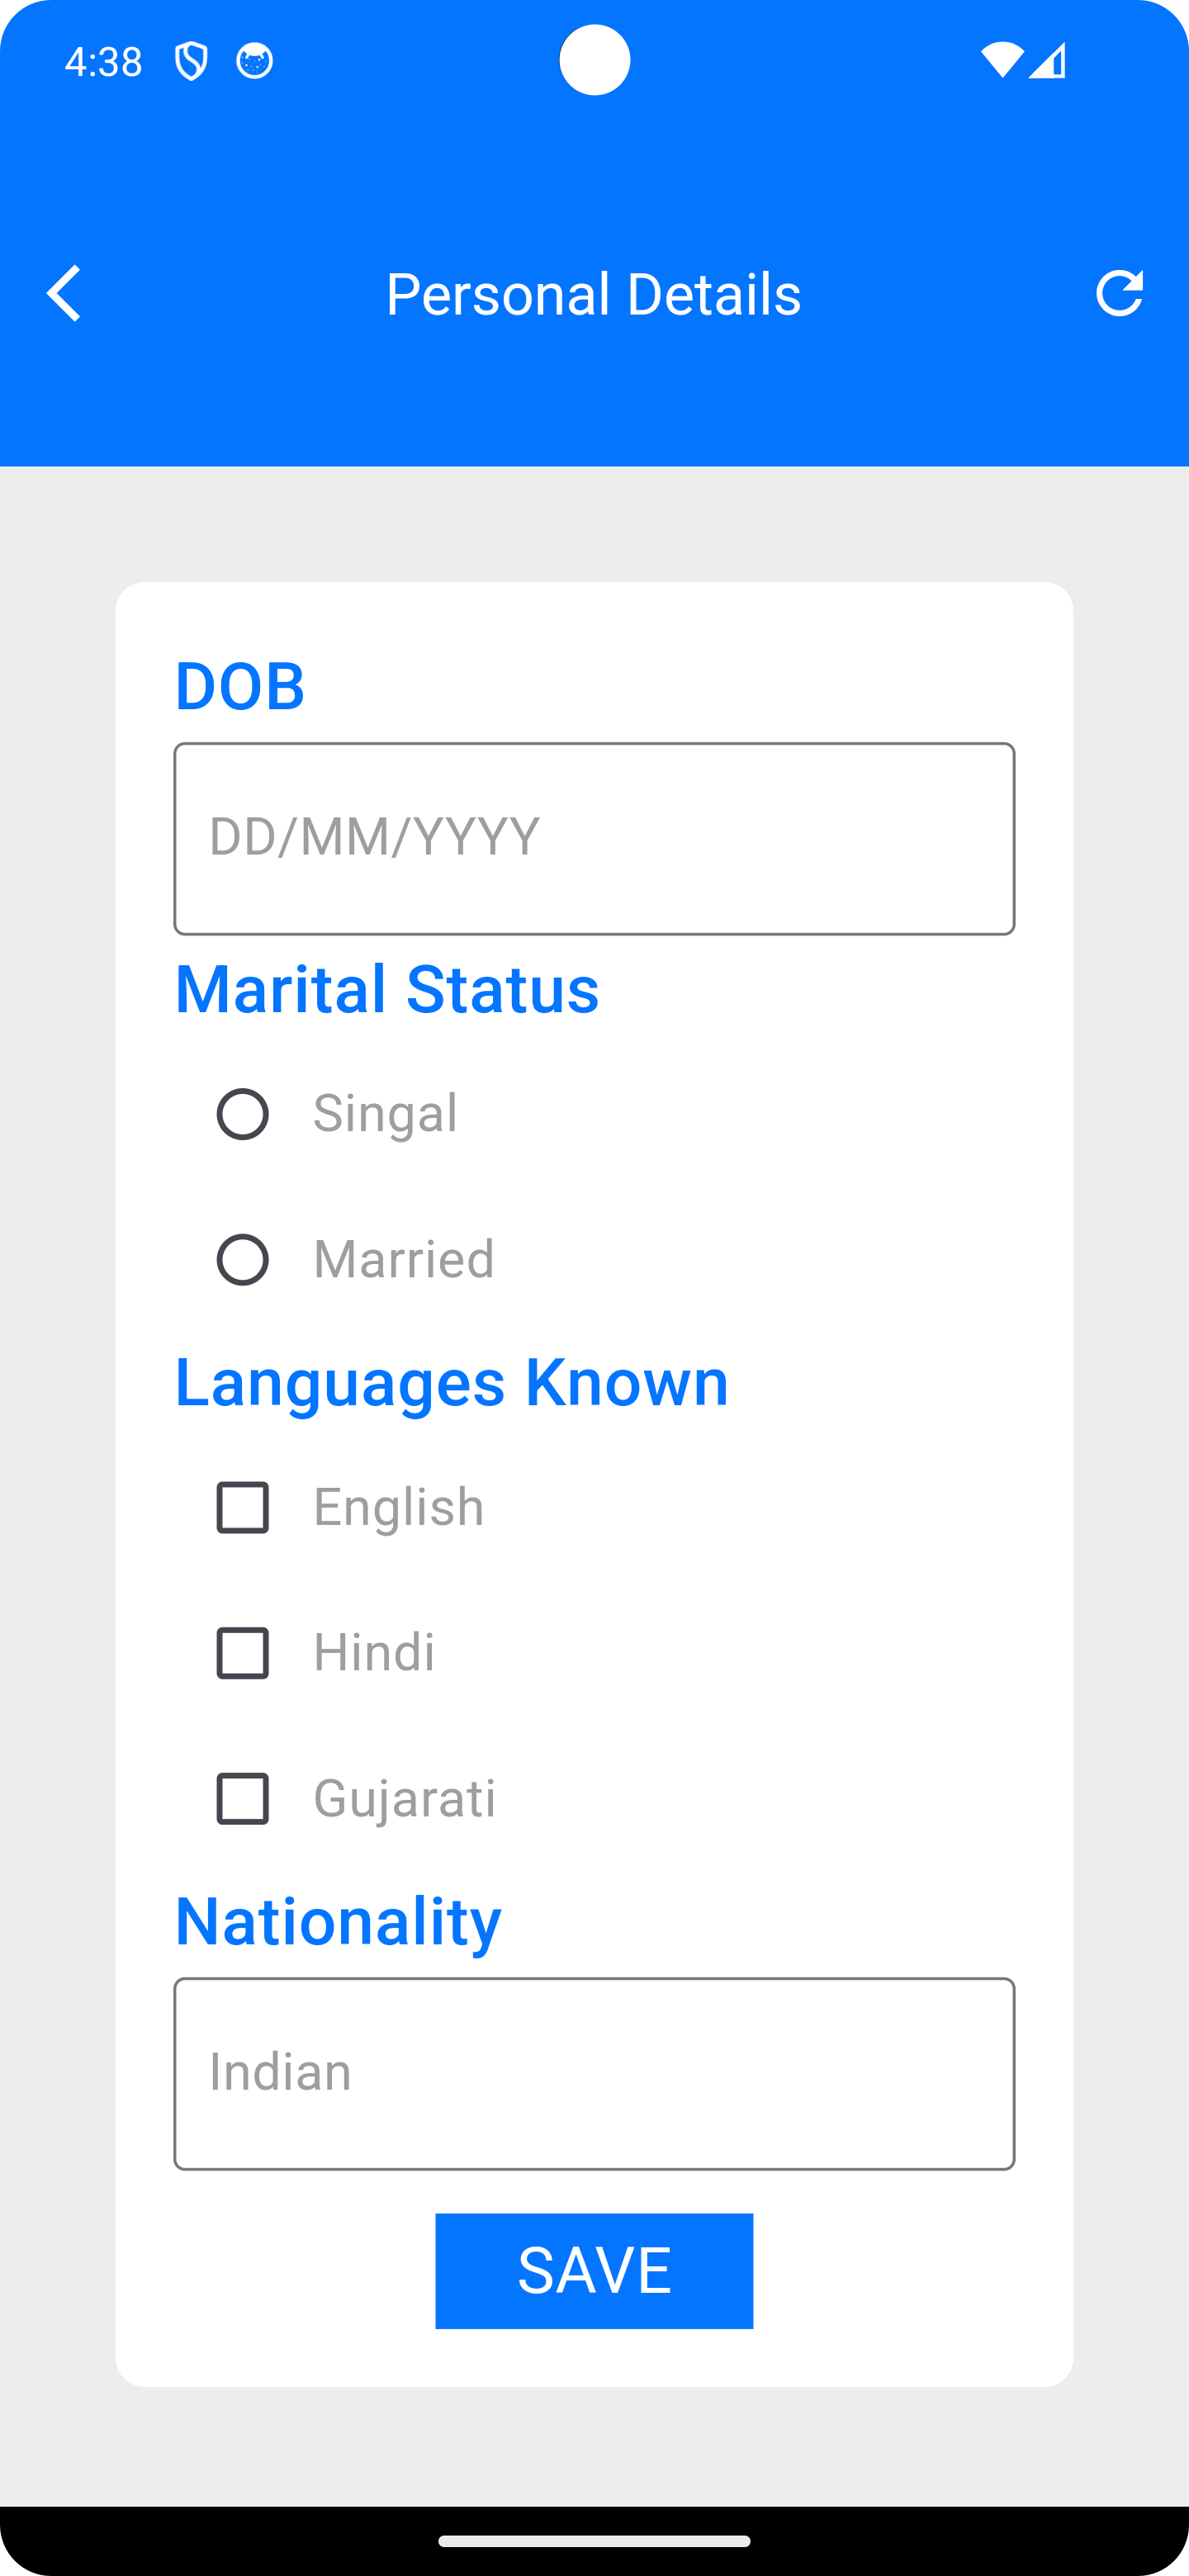 4:38
Personal Details
DOB
DD/MM/YYYY
Marital Status
Singal
Married
Languages Known
English
Hindi
Gujarati
Nationality
Indian
SAVE